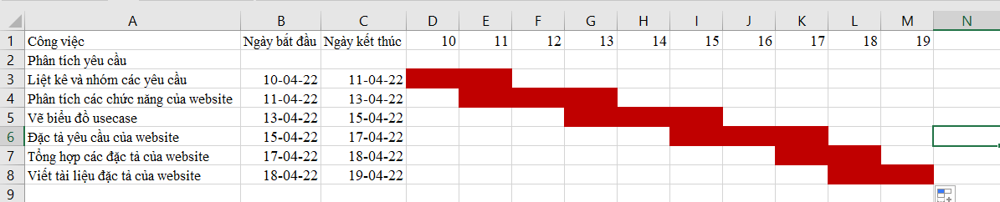 A B C D E F G H I J K L M N
1 Công việc Ngày bắt đầu Ngày kết thúc 10 11 12 13 14 15 16 17 18 19
2 Phân tích yêu cầu
3 Liệt kê và nhóm các yêu cầu 10-04-22 11-04-22
4 Phân tích các chức năng của website 11-04-22 13-04-22
5 Vẽ biểu đồ usecase 13-04-22 15-04-22
6 Đặc tả yêu cầu của website 15-04-22 17-04-22
7 Tổng hợp các đặc tả của website 17-04-22 18-04-22
8 Viết tài liệu đặc tả của website 18-04-22 19-04-22
9